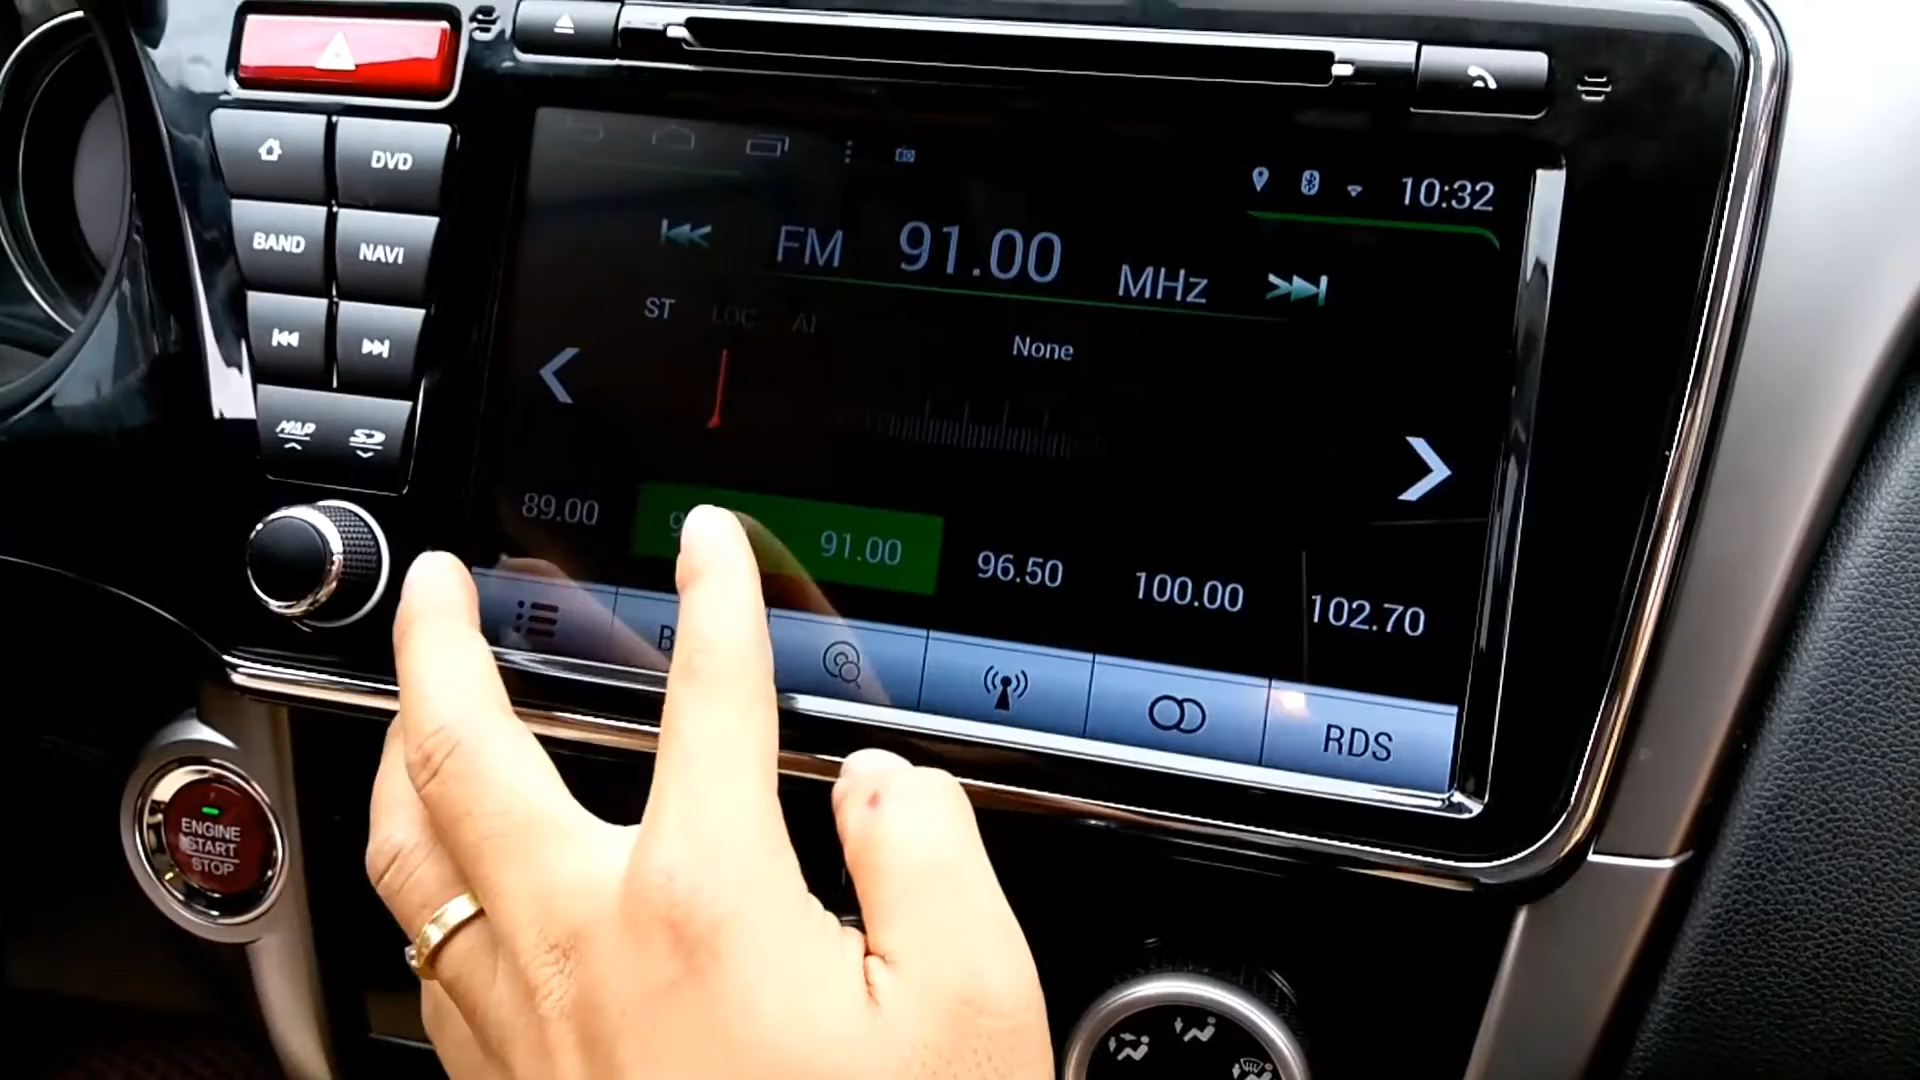 DVD
BAND
NAVI
MAP
SD
10:32
FM 91.00 MHz
ST LOC
None
89.00
91.00
96.50
100.00
102.70
RDS
ENGINE
START
STOP